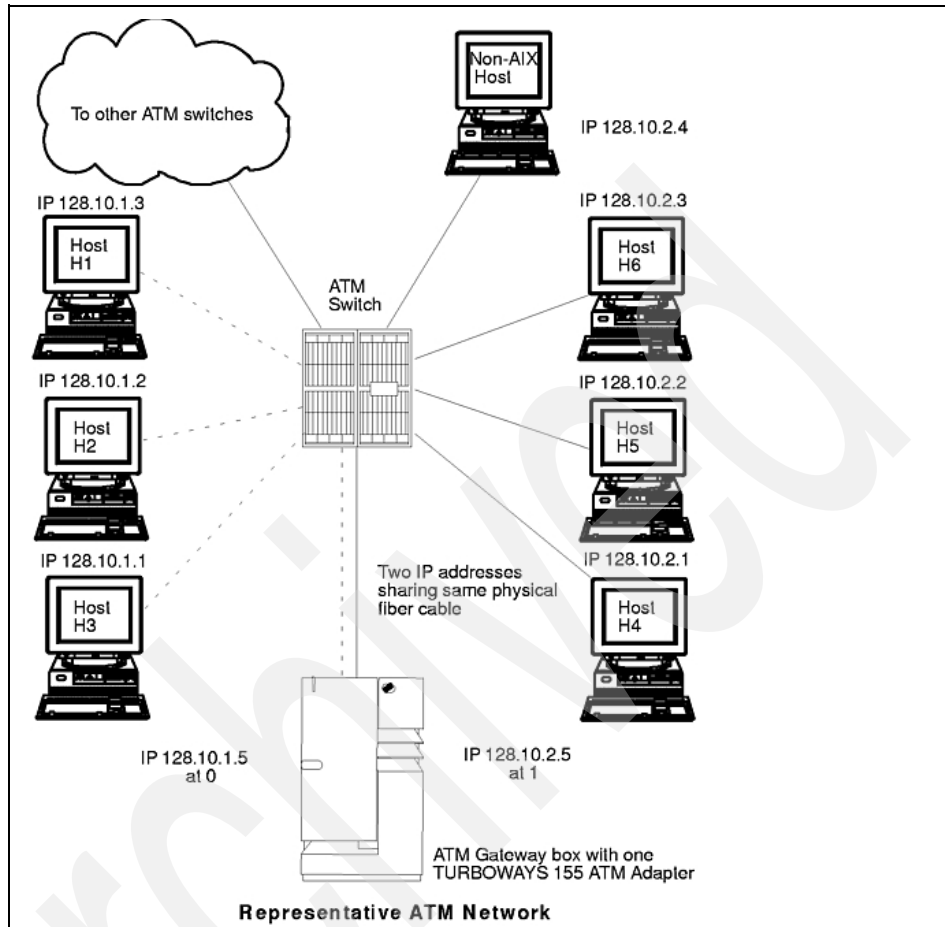 To other ATM switches
Non-AIX
Host
IP 128.10.2.4
IP 128.10.1.3
Host
H1
ATM
Switch
IP 128.10.2.3
Host
H6
IP 128.10.1.2
Host
H2
IP 128.10.2.2
Host
H5
IP 128.10.1.1
Host
H3
Two IP addresses
sharing same physical
fiber cable
IP 128.10.2.1
Host
H4
IP 128.10.1.5
at 0
IP 128.10.2.5
at 1
ATM Gateway box with one
TURBOWAYS 155 ATM Adapter
Representative ATM Network
archived